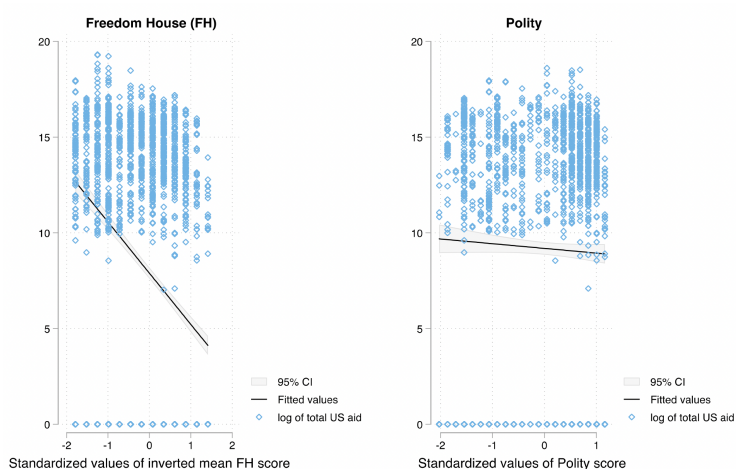 Freedom House (FH)
20
15
10
5
0
-2 -1 0 1 2
Standardized values of inverted mean FH score
95% CI
Fitted values
log of total US aid
Polity
20
15
10
5
0
-2 -1 0 1
Standardized values of Polity score
95% CI
Fitted values
log of total US aid